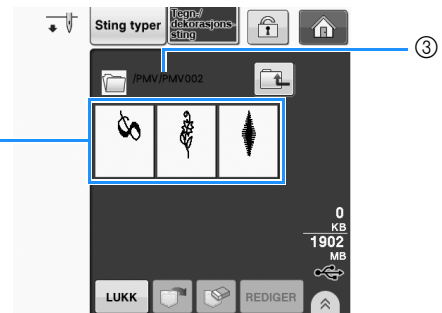 Sting typer
Tegn-/
dekorasjons-
sting
3
/PMV/PMV002
0
KB
1902
MB
LUKK
REDIGER